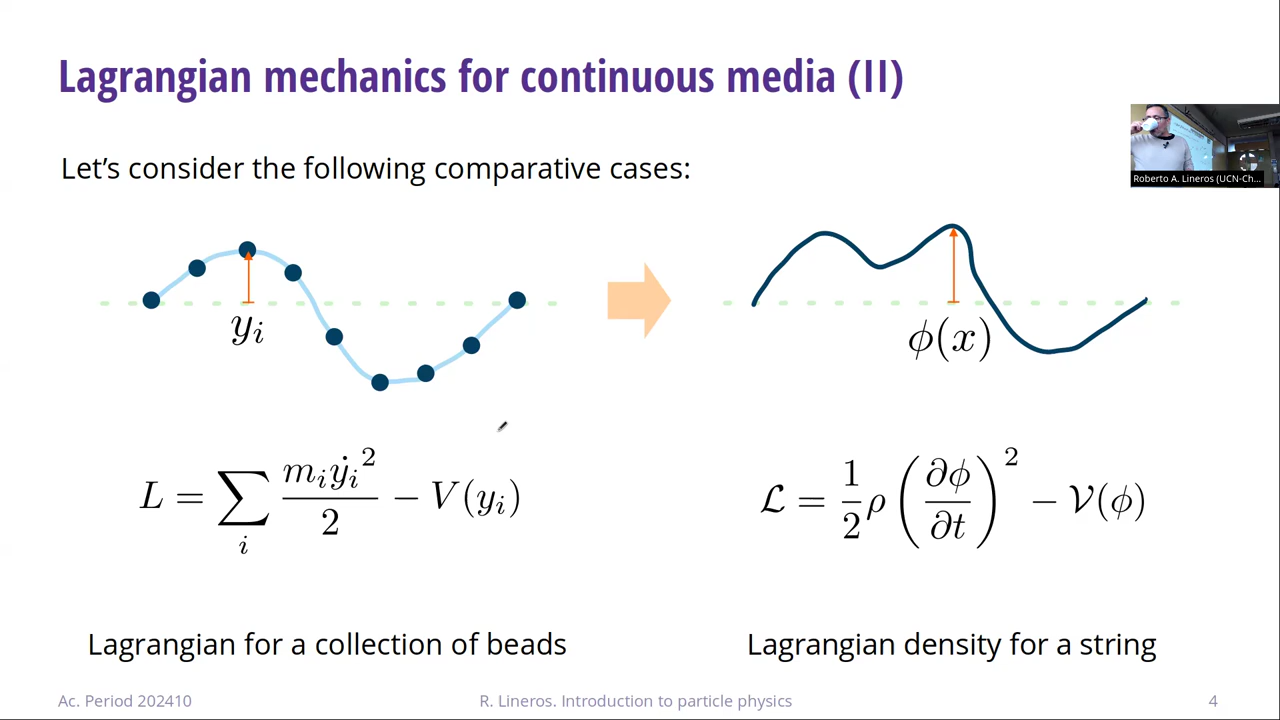 Lagrangian mechanics for continuous media (II)
Let's consider the following comparative cases:
Roberto A. Lineros (UCN-Ch...
y_i
ϕ(x)
L = ∑_i m_i ẏ_i² / 2 − V(y_i)
ℒ = 1/2 ρ (∂ϕ/∂t)² − 𝒱(ϕ)
Lagrangian for a collection of beads
Lagrangian density for a string
Ac. Period 202410
R. Lineros. Introduction to particle physics
4